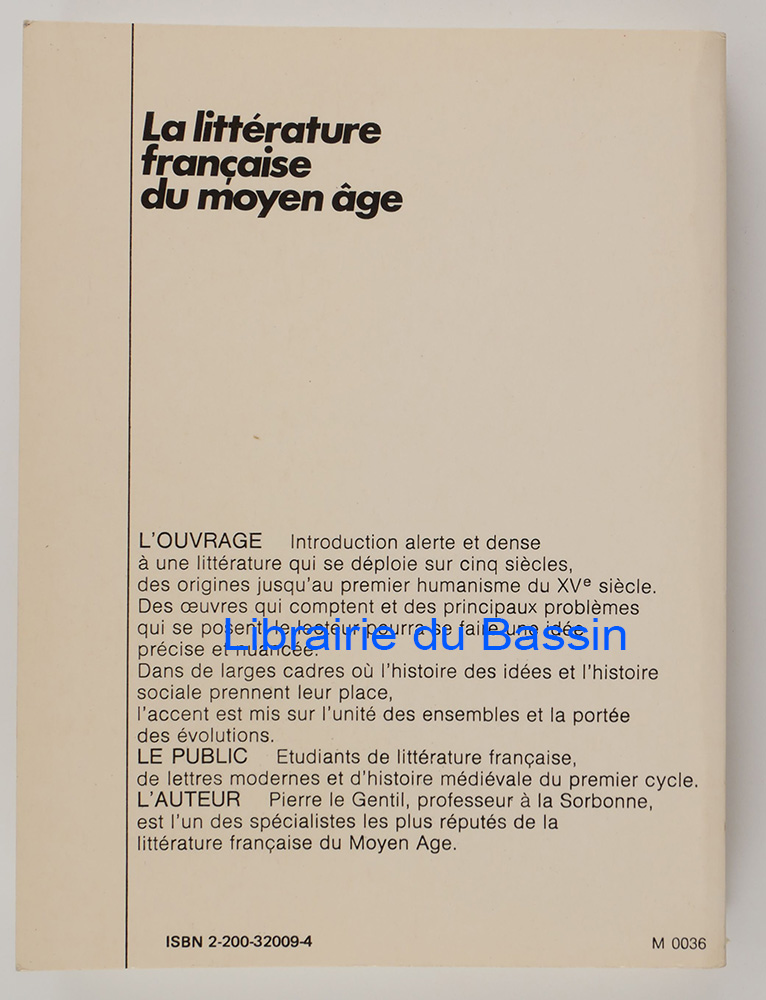 La littérature
française
du moyen âge
L'OUVRAGE Introduction alerte et dense
à une littérature qui se déploie sur cinq siècles,
des origines jusqu'au premier humanisme du XVe siècle.
Des œuvres qui comptent et des principaux problèmes
qui se posent, le lecteur pourra se faire une idée
Librairie du Bassin
précise et nuancée.
Dans de larges cadres où l'histoire des idées et l'histoire
sociale prennent leur place,
l'accent est mis sur l'unité des ensembles et la portée
des évolutions.
LE PUBLIC Etudiants de littérature française,
de lettres modernes et d'histoire médiévale du premier cycle.
L'AUTEUR Pierre le Gentil, professeur à la Sorbonne,
est l'un des spécialistes les plus réputés de la
littérature française du Moyen Age.
ISBN 2-200-32009-4
M 0036